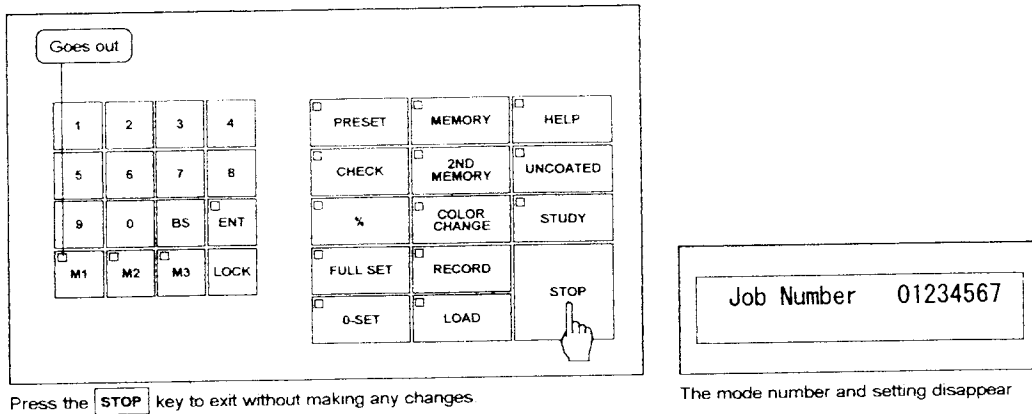 Goes out
1 2 3 4
5 6 7 8
9 0 BS ENT
M1 M2 M3 LOCK
PRESET MEMORY HELP
CHECK 2ND MEMORY UNCOATED
% COLOR CHANGE STUDY
FULL SET RECORD
STOP
0-SET LOAD
Job Number 01234567
Press the STOP key to exit without making any changes.
The mode number and setting disappear